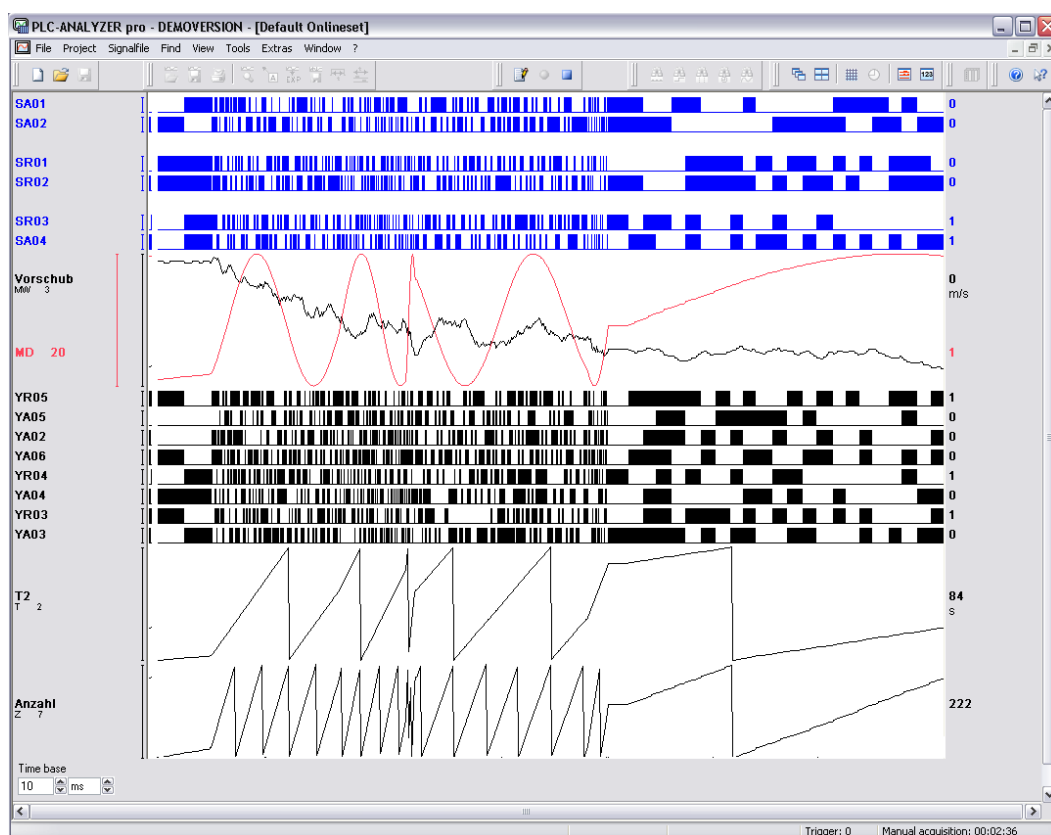 PLC-ANALYZER pro - DEMOVERSION - [Default Onlineset]
File Project Signalfile Find View Tools Extras Window ?
123
SA01 0
SA02 0
SR01 0
SR02 0
SR03 1
SA04 1
Vorschub 0
MW 3 m/s
MD 20 1
YR05 1
YA05 0
YA02 0
YA06 0
YR04 1
YA04 0
YR03 1
YA03 0
T2 84
T 2 s
Anzahl 222
Z 7
Time base
10 ms
Trigger: 0 Manual acquisition: 00:02:36